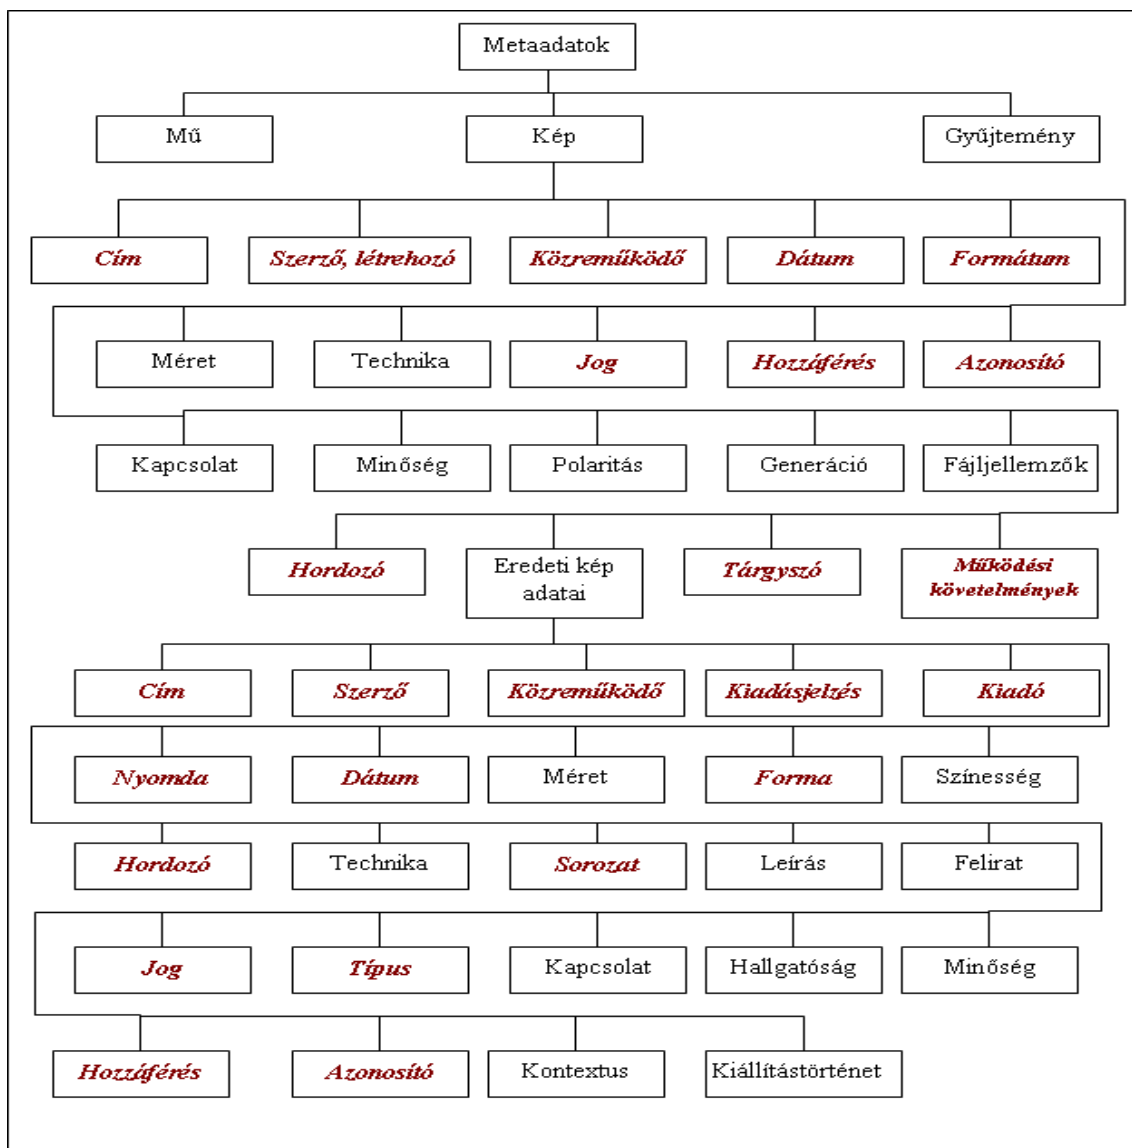 Metaadatok
Mű
Kép
Gyűjtemény
Cím
Szerző, létrehozó
Közreműködő
Dátum
Formátum
Méret
Technika
Jog
Hozzáférés
Azonosító
Kapcsolat
Minőség
Polaritás
Generáció
Fájljellemzők
Hordozó
Eredeti kép
adatai
Tárgyszó
Működési
követelmények
Cím
Szerző
Közreműködő
Kiadásjelzés
Kiadó
Nyomda
Dátum
Méret
Forma
Színesség
Hordozó
Technika
Sorozat
Leírás
Felirat
Jog
Típus
Kapcsolat
Hallgatóság
Minőség
Hozzáférés
Azonosító
Kontextus
Kiállítástörténet